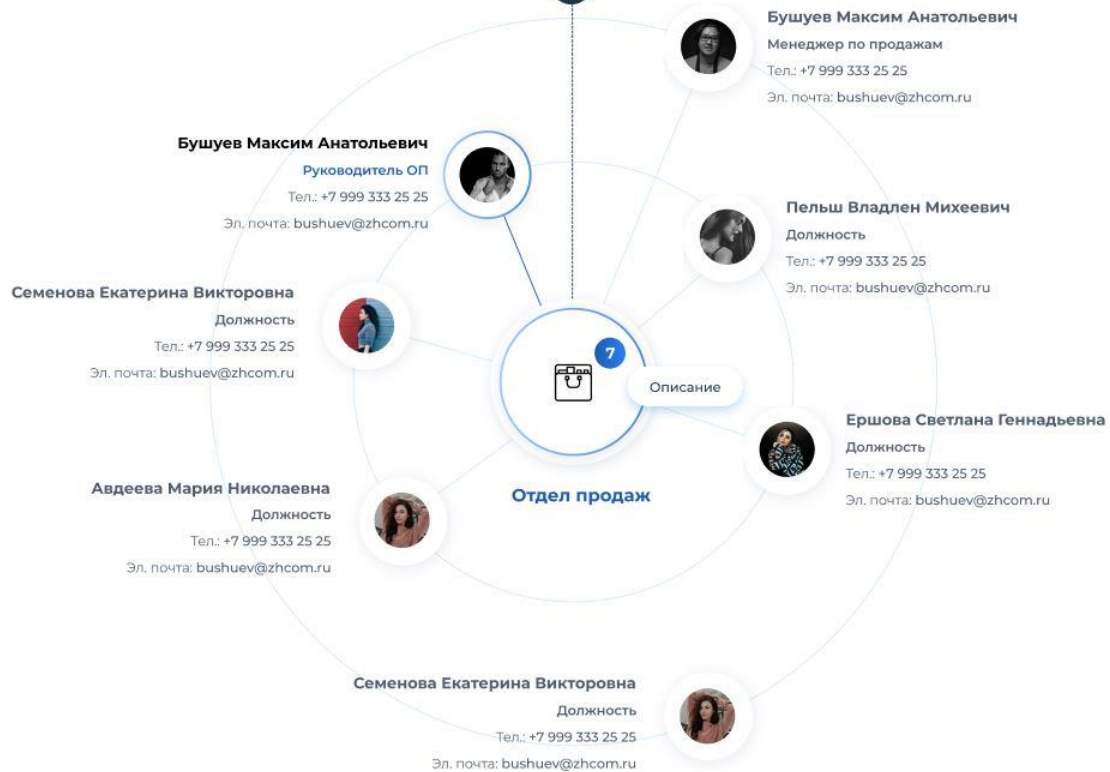 Бушуев Максим Анатольевич
Менеджер по продажам
Тел.: +7 999 333 25 25
Эл. почта: bushuev@zhcom.ru
Бушуев Максим Анатольевич
Руководитель ОП
Тел.: +7 999 333 25 25
Эл. почта: bushuev@zhcom.ru
Пельш Владлен Михеевич
Должность
Тел.: +7 999 333 25 25
Эл. почта: bushuev@zhcom.ru
Семенова Екатерина Викторовна
Должность
Тел.: +7 999 333 25 25
Эл. почта: bushuev@zhcom.ru
7
Описание
Ершова Светлана Геннадьевна
Должность
Тел.: +7 999 333 25 25
Эл. почта: bushuev@zhcom.ru
Отдел продаж
Авдеева Мария Николаевна
Должность
Тел.: +7 999 333 25 25
Эл. почта: bushuev@zhcom.ru
Семенова Екатерина Викторовна
Должность
Тел.: +7 999 333 25 25
Эл. почта: bushuev@zhcom.ru